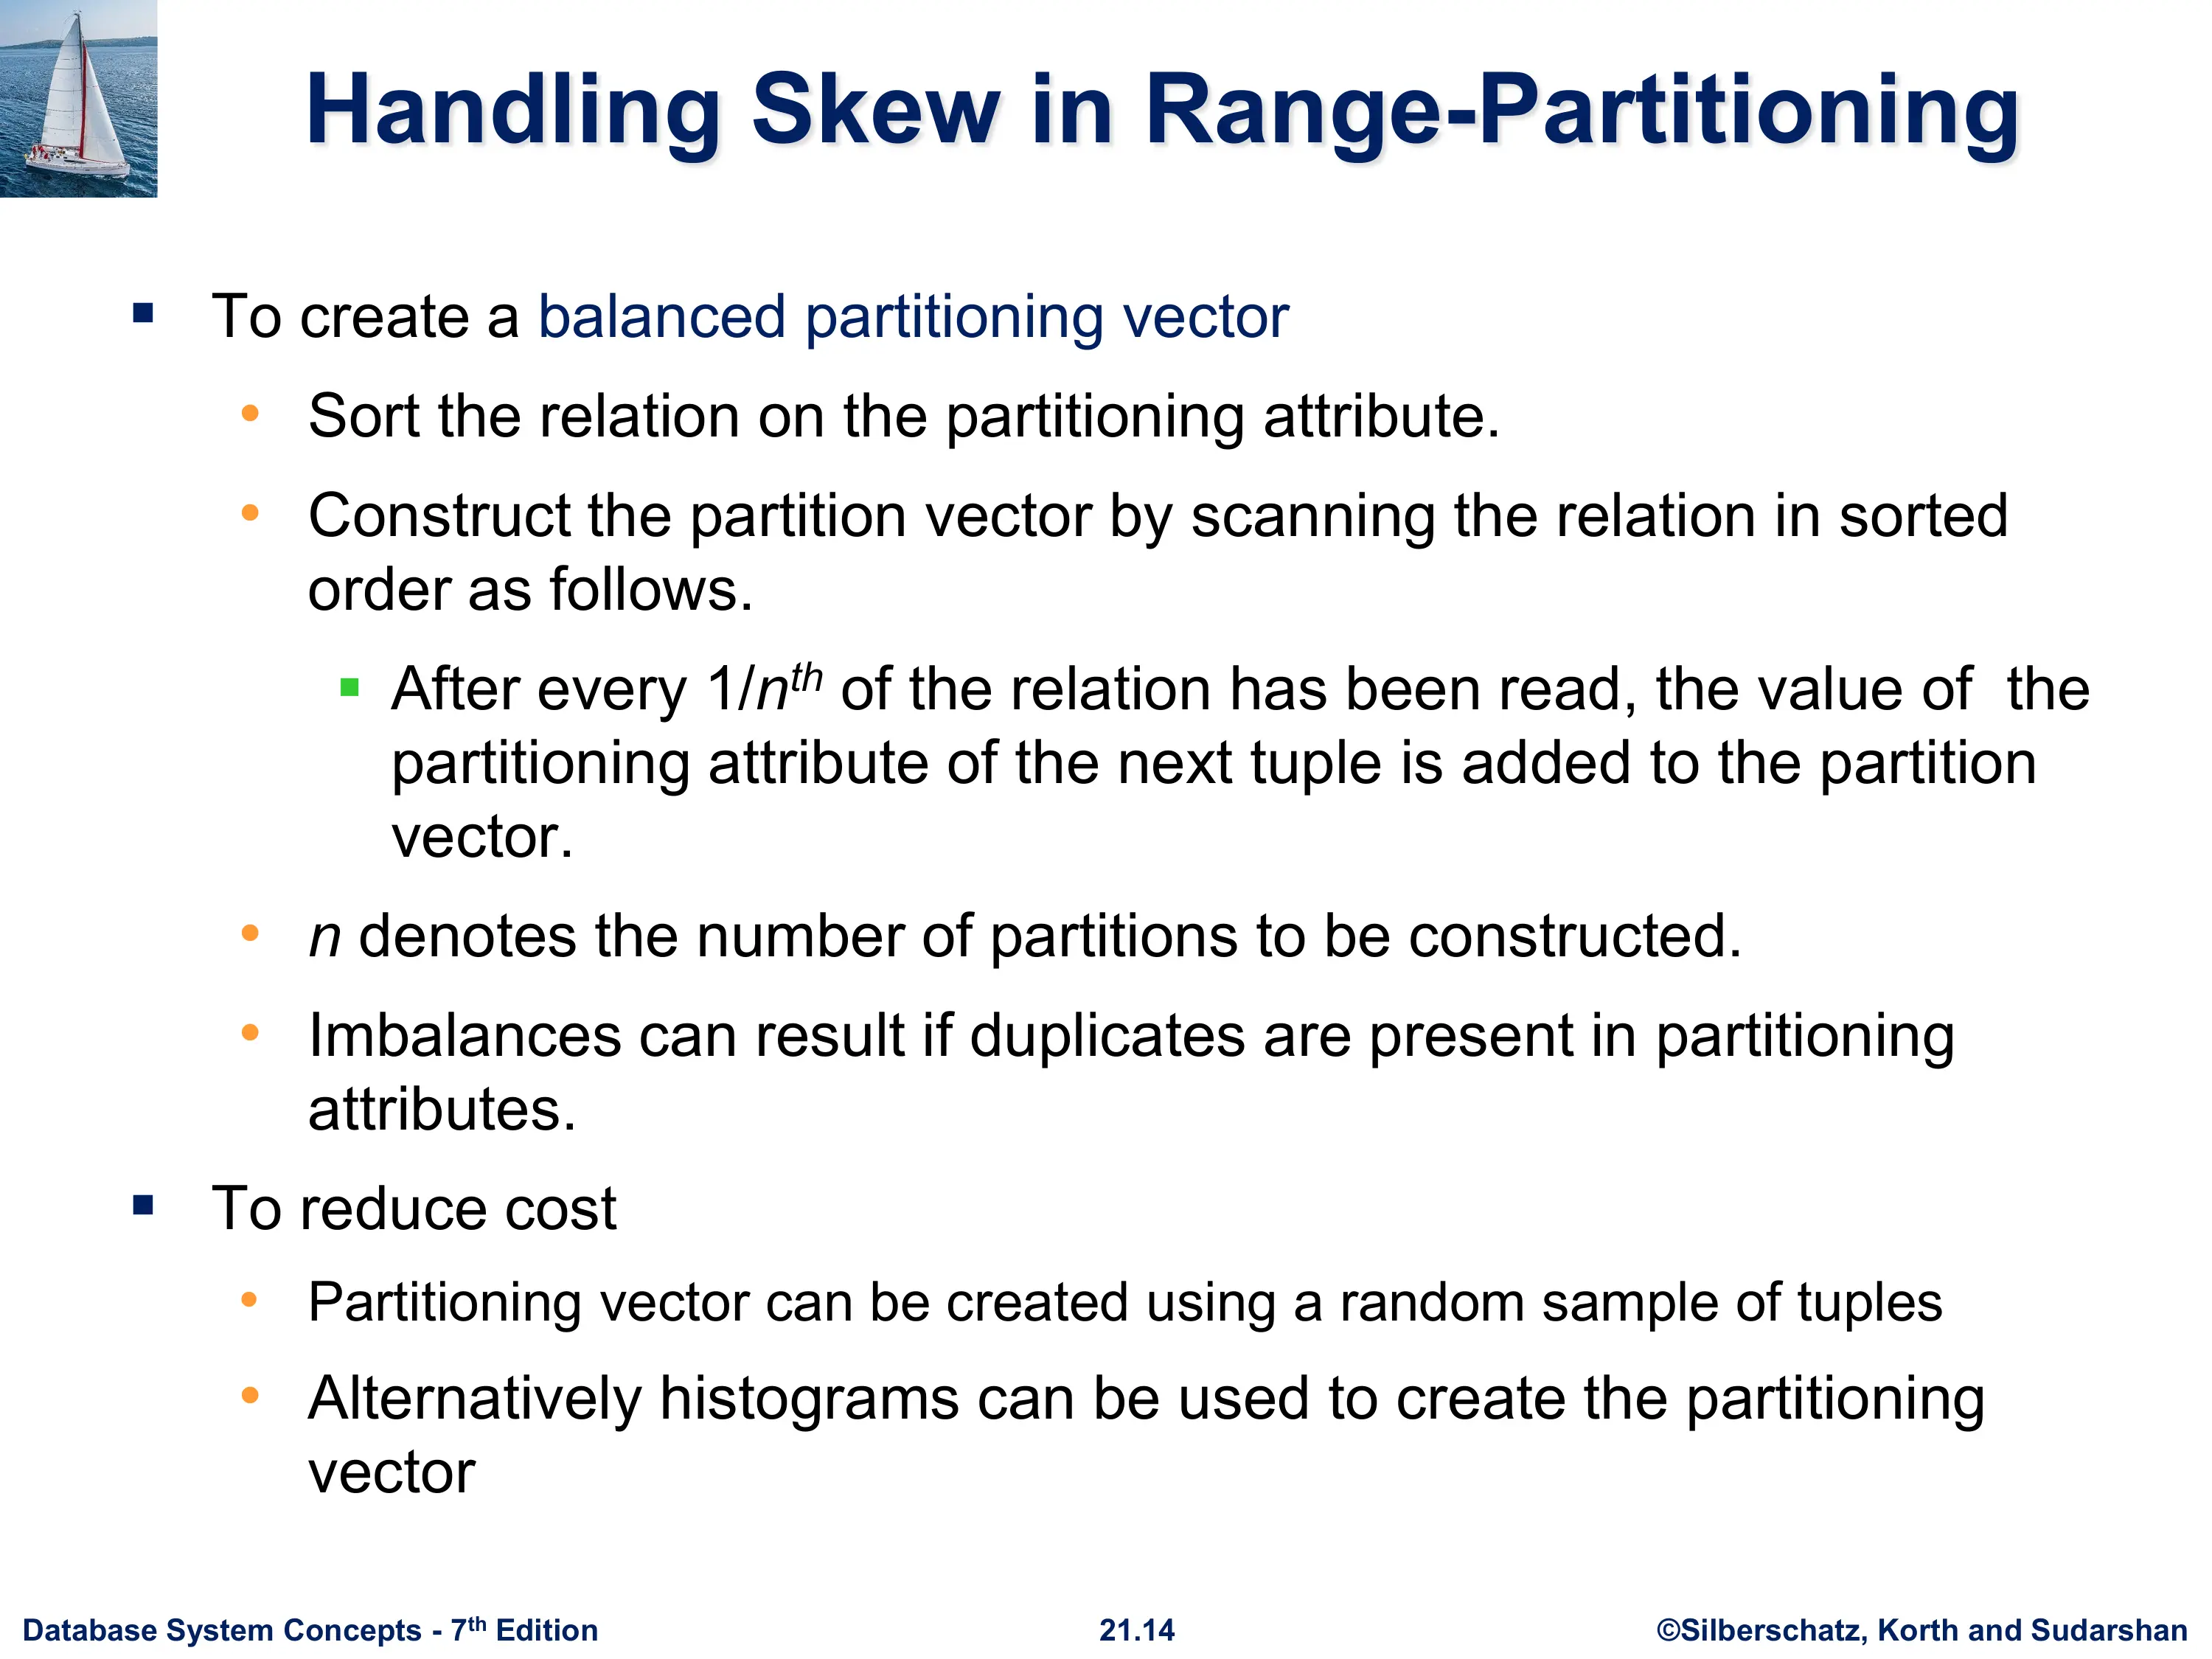 Handling Skew in Range-Partitioning
▪ To create a balanced partitioning vector
• Sort the relation on the partitioning attribute.
• Construct the partition vector by scanning the relation in sorted
order as follows.
▪ After every 1/nth of the relation has been read, the value of  the
partitioning attribute of the next tuple is added to the partition
vector.
• n denotes the number of partitions to be constructed.
• Imbalances can result if duplicates are present in partitioning
attributes.
▪ To reduce cost
• Partitioning vector can be created using a random sample of tuples
• Alternatively histograms can be used to create the partitioning
vector
Database System Concepts - 7th Edition
21.14
©Silberschatz, Korth and Sudarshan